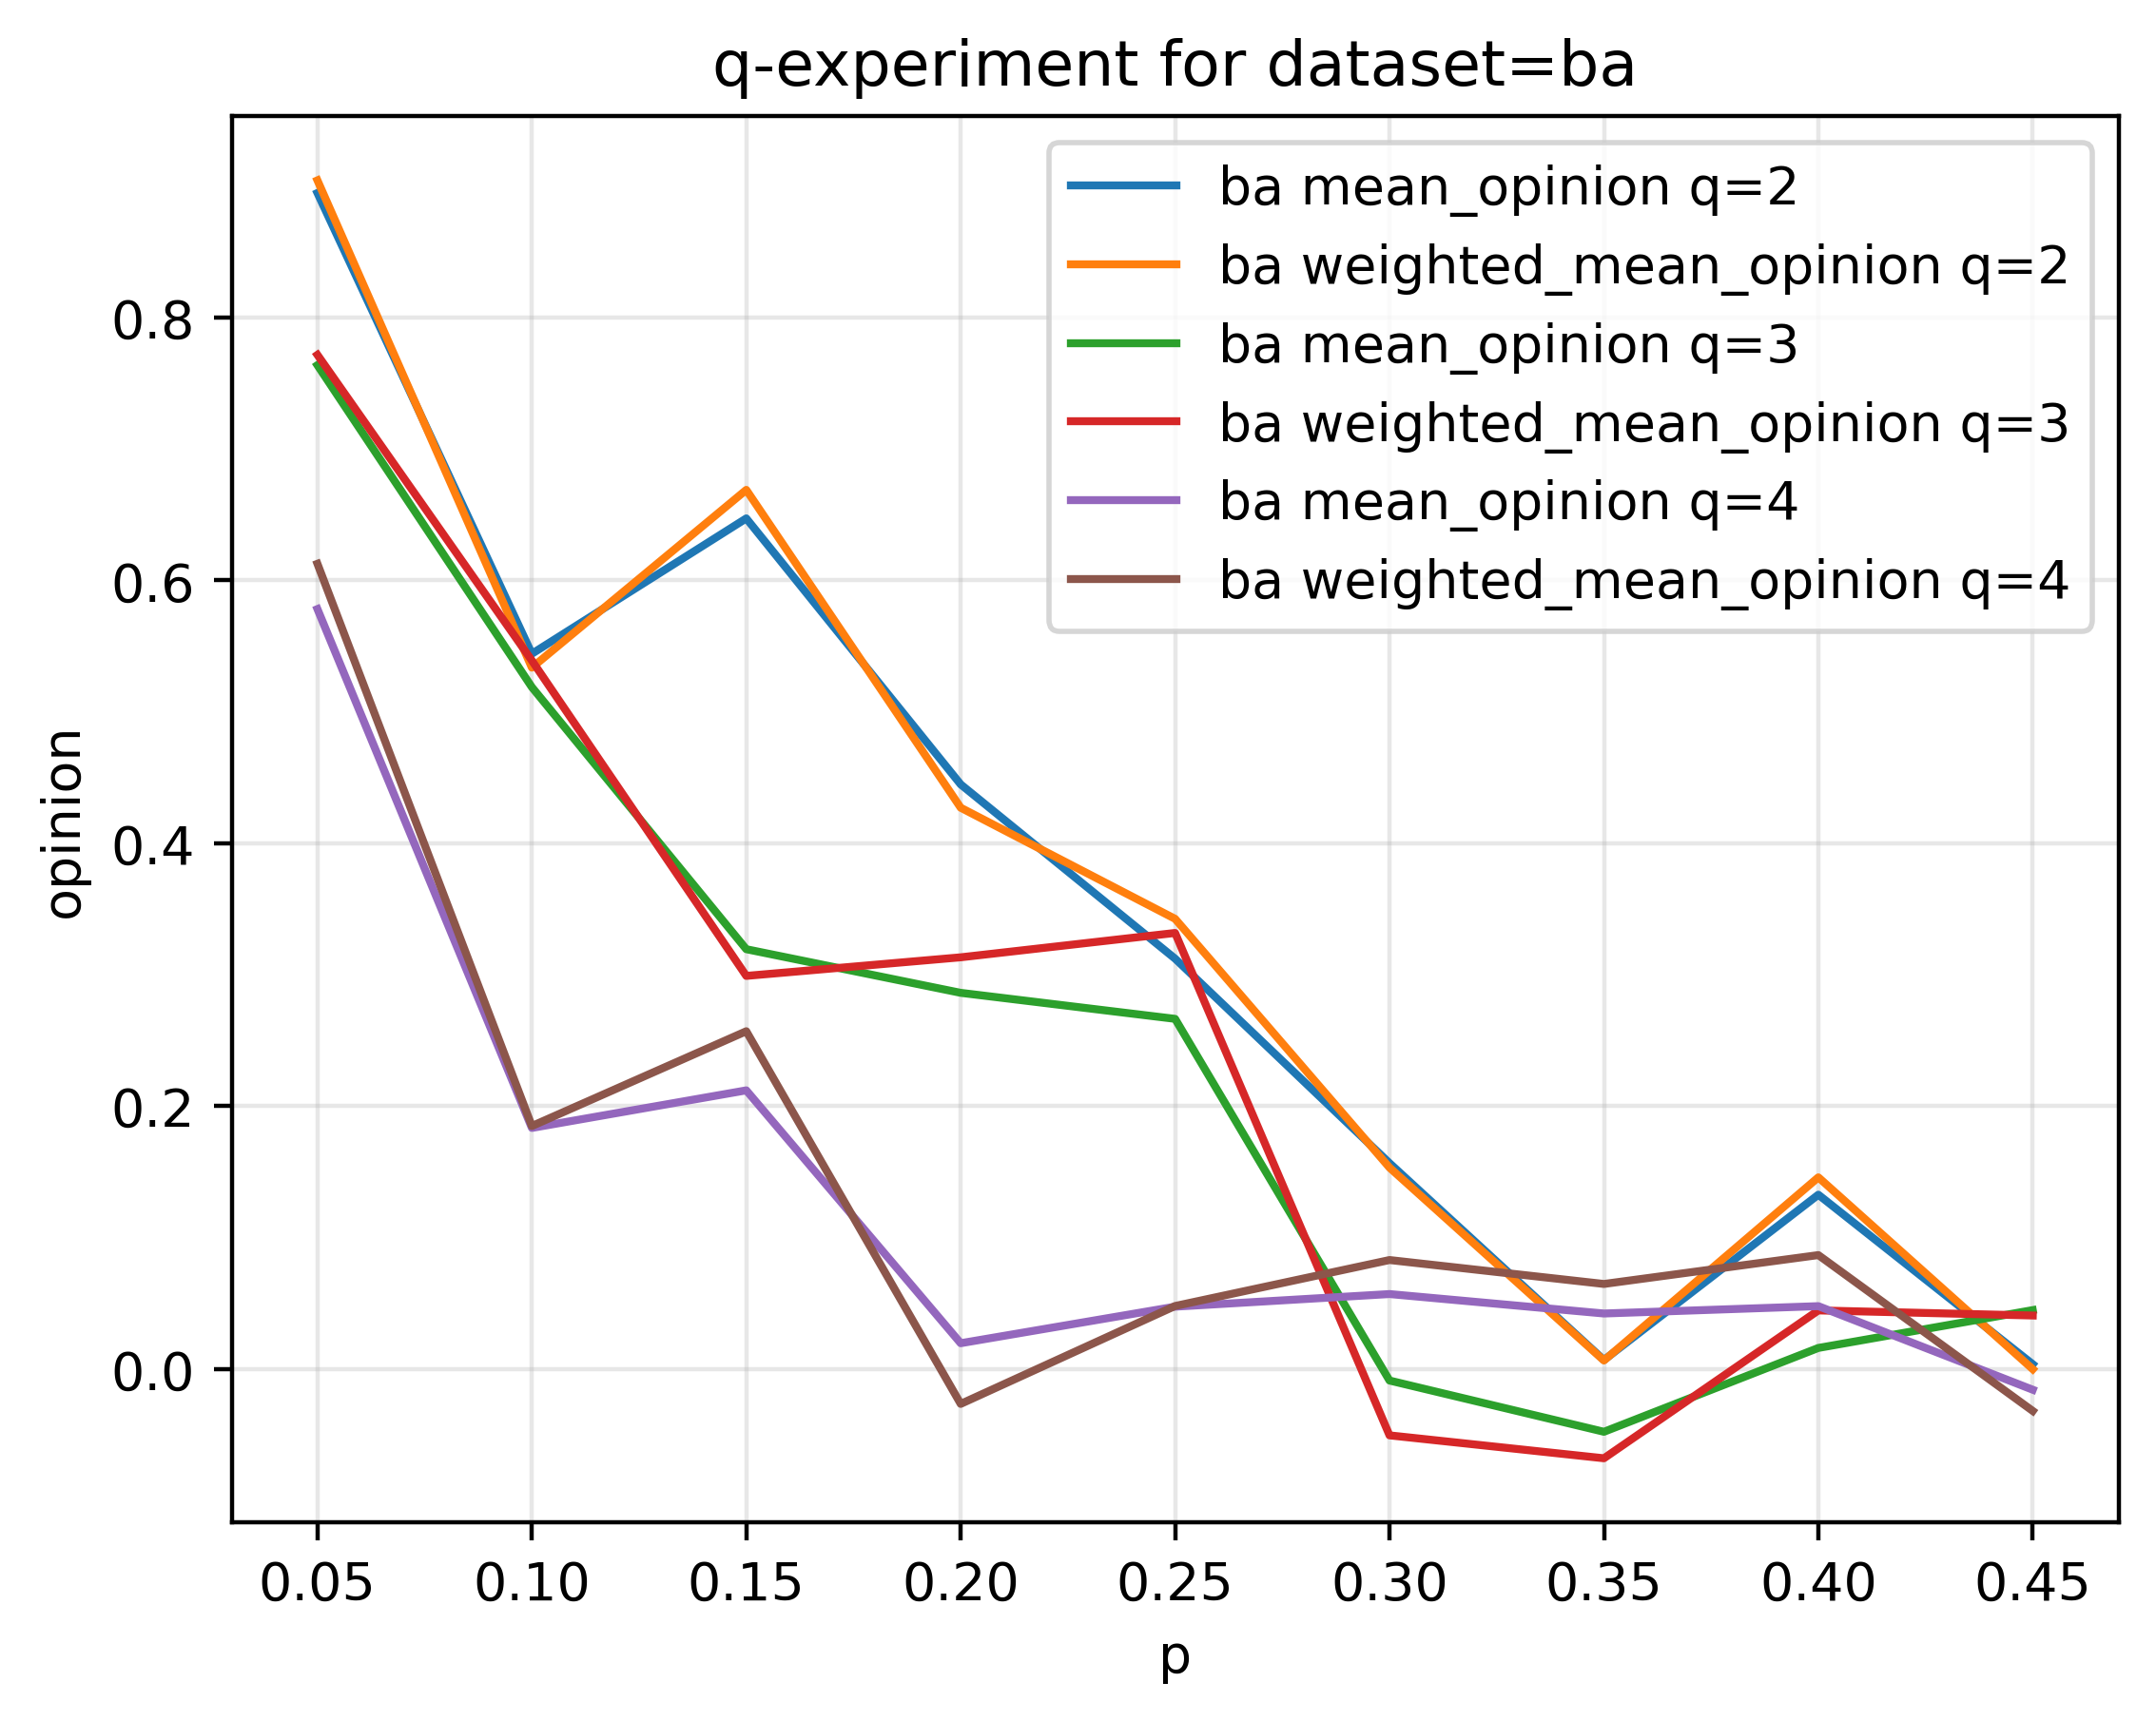 q-experiment for dataset=ba
ba mean_opinion q=2
ba weighted_mean_opinion q=2
ba mean_opinion q=3
ba weighted_mean_opinion q=3
ba mean_opinion q=4
ba weighted_mean_opinion q=4
opinion
0.8
0.6
0.4
0.2
0.0
0.05 0.10 0.15 0.20 0.25 0.30 0.35 0.40 0.45
p